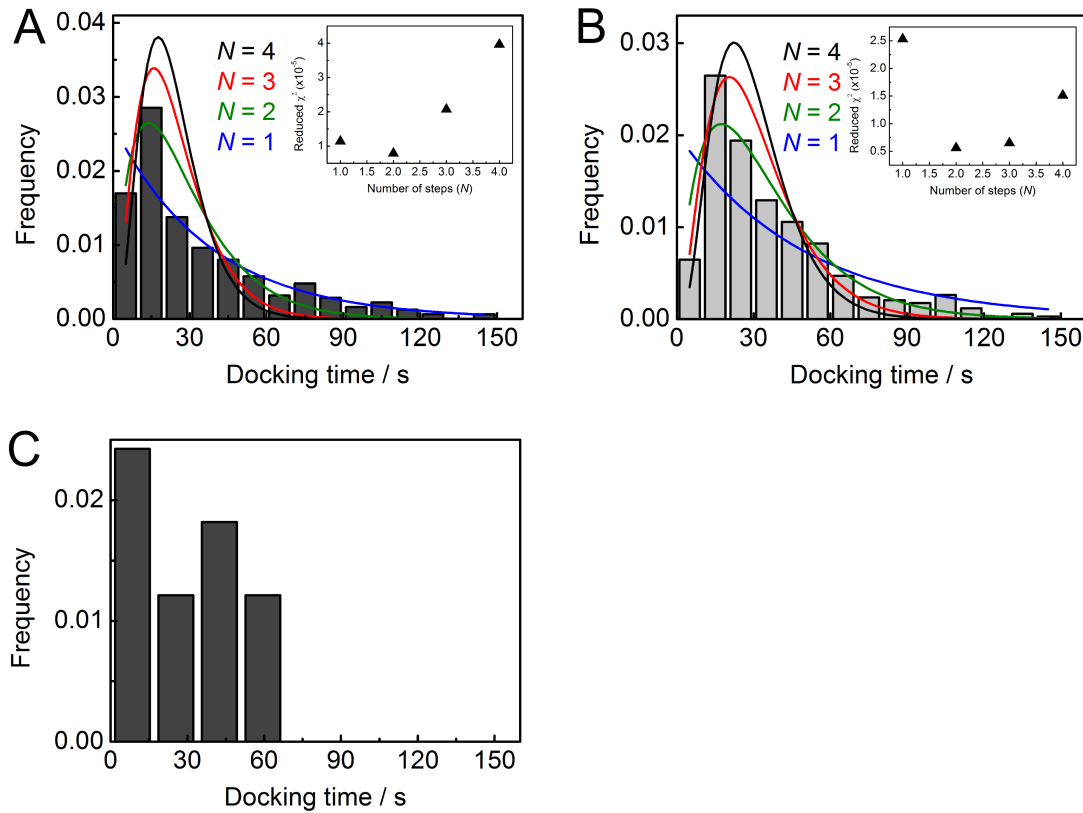 A
0.04
0.03
0.02
0.01
0.00
Frequency
0 30 60 90 120 150
Docking time / s
N = 4
N = 3
N = 2
N = 1
4
3
2
1
Reduced χ² (x10⁻⁵)
1.0 1.5 2.0 2.5 3.0 3.5 4.0
Number of steps (N)
B
0.03
0.02
0.01
0.00
Frequency
0 30 60 90 120 150
Docking time / s
N = 4
N = 3
N = 2
N = 1
2.5
2.0
1.5
1.0
0.5
Reduced χ² (x10⁻⁵)
1.0 1.5 2.0 2.5 3.0 3.5 4.0
Number of steps (N)
C
0.02
0.01
0.00
Frequency
0 30 60 90 120 150
Docking time / s